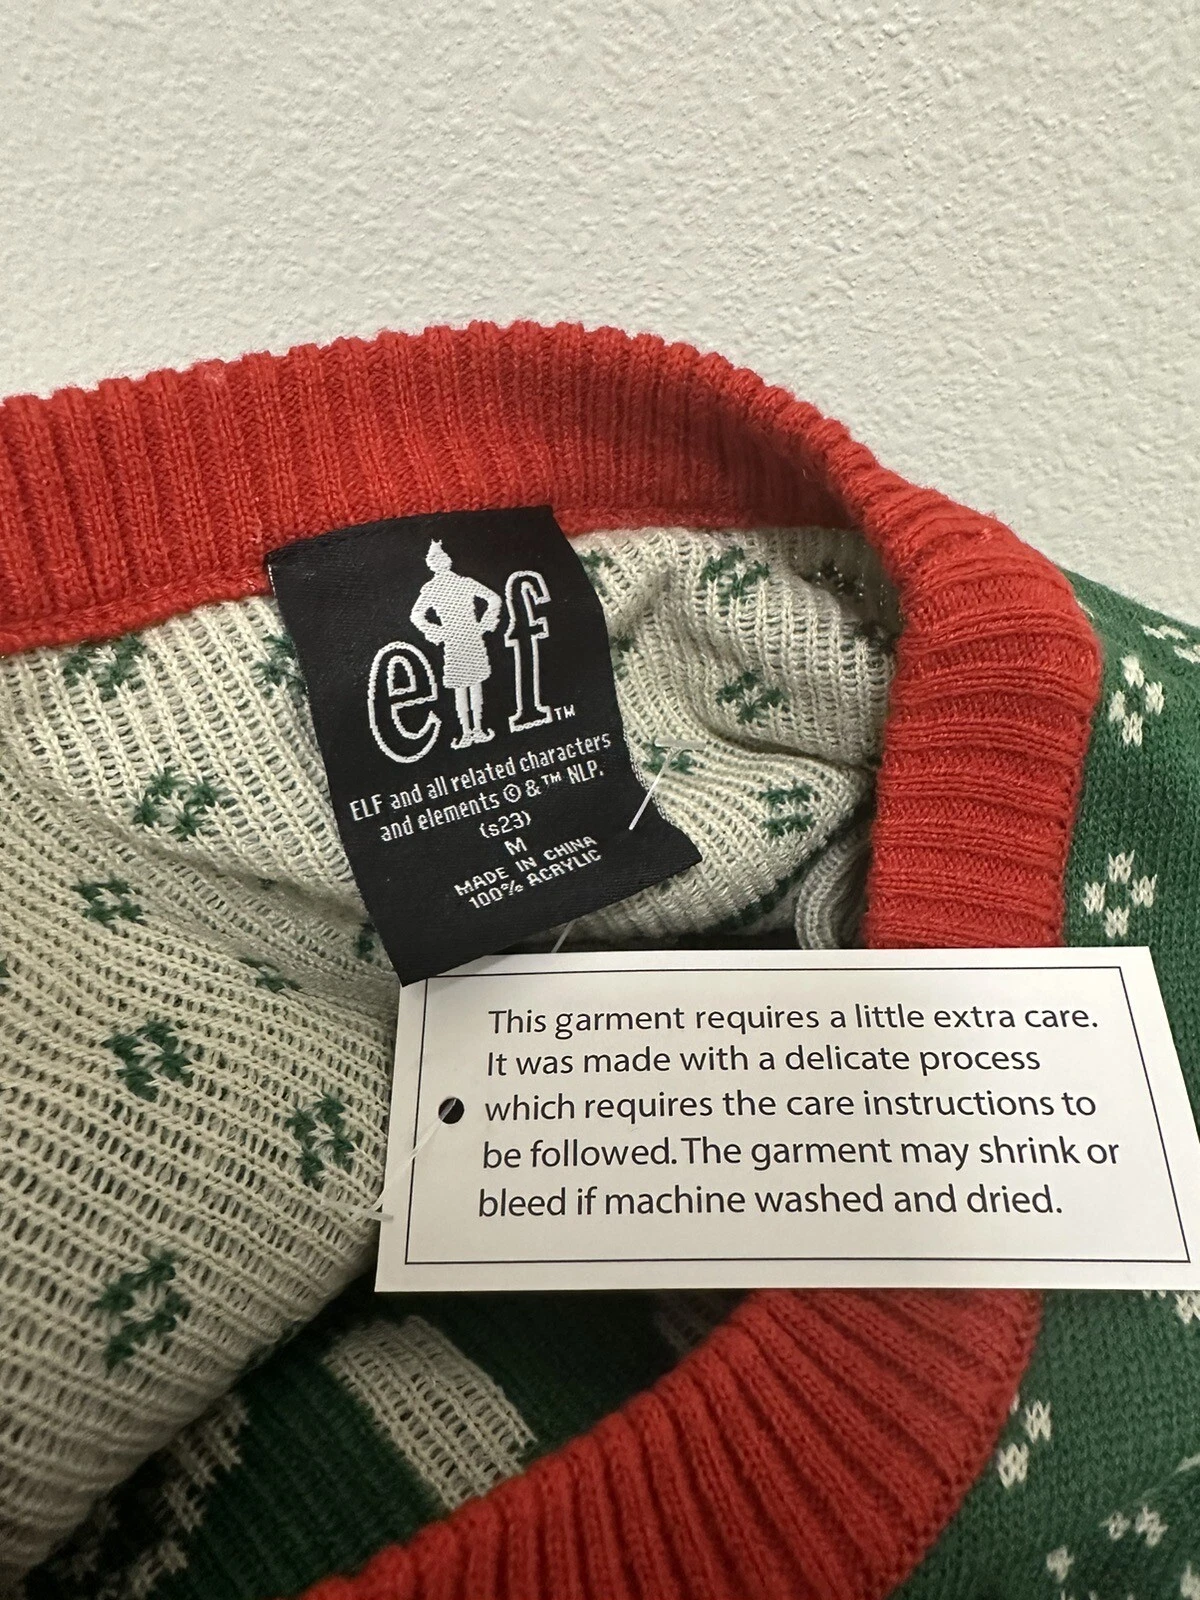 elf™
ELF and all related characters
and elements © &™ NLP.
(s23)
M
MADE IN CHINA
100% ACRYLIC
This garment requires a little extra care.
It was made with a delicate process
which requires the care instructions to
be followed. The garment may shrink or
bleed if machine washed and dried.